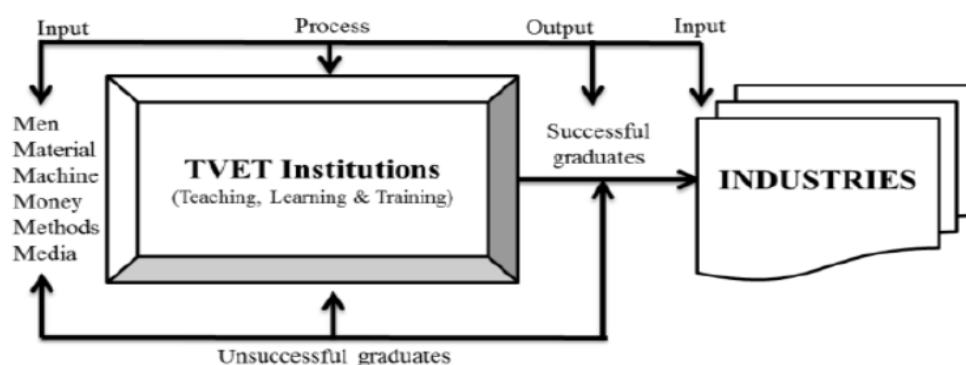 Input
Process
Output
Input
Men
Material
Machine
Money
Methods
Media
TVET Institutions
(Teaching, Learning & Training)
Successful
graduates
INDUSTRIES
Unsuccessful graduates